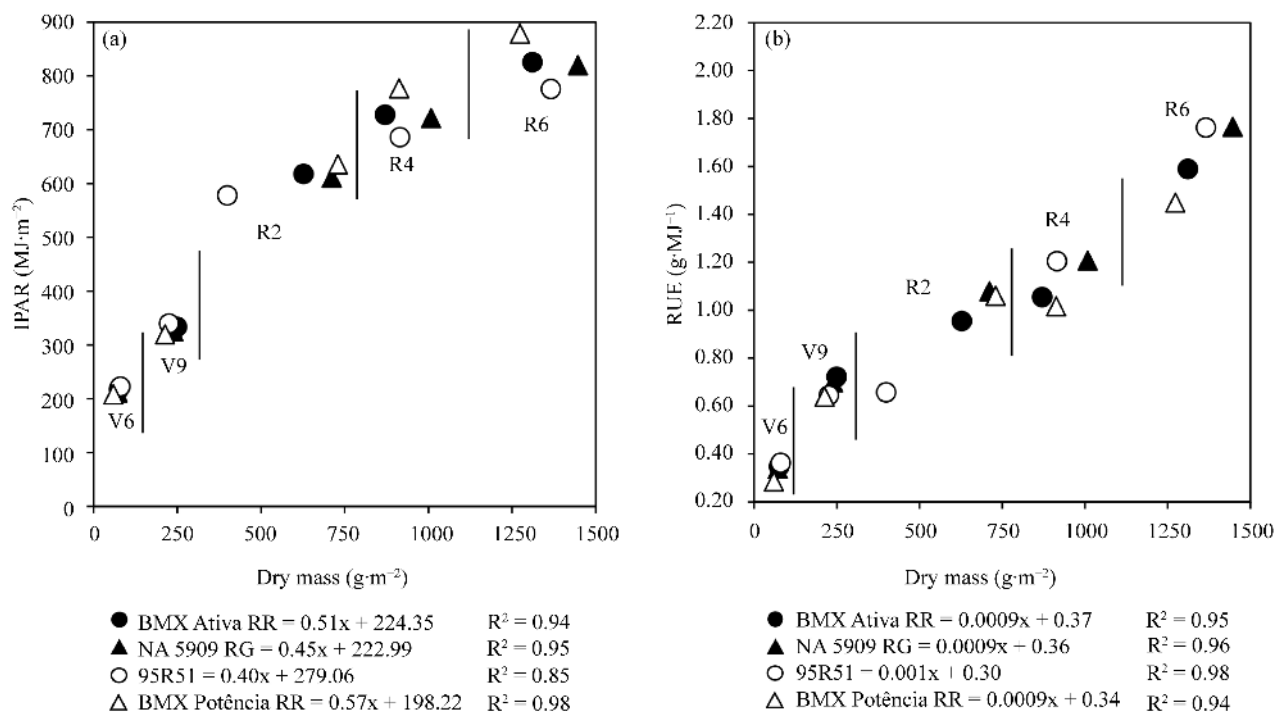 (a)
900
800
700
600
500
400
300
200
100
0
IPAR (MJ·m⁻²)
V6
V9
R2
R4
R6
0 250 500 750 1000 1250 1500
Dry mass (g·m⁻²)
BMX Ativa RR = 0.51x + 224.35 R² = 0.94
NA 5909 RG = 0.45x + 222.99 R² = 0.95
95R51 = 0.40x + 279.06 R² = 0.85
BMX Potência RR = 0.57x + 198.22 R² = 0.98
(b)
2.20
2.00
1.80
1.60
1.40
1.20
1.00
0.80
0.60
0.40
0.20
RUE (g·MJ⁻¹)
V6
V9
R2
R4
R6
0 250 500 750 1000 1250 1500
Dry mass (g·m⁻²)
BMX Ativa RR = 0.0009x + 0.37 R² = 0.95
NA 5909 RG = 0.0009x + 0.36 R² = 0.96
95R51 = 0.001x + 0.30 R² = 0.98
BMX Potência RR = 0.0009x + 0.34 R² = 0.94